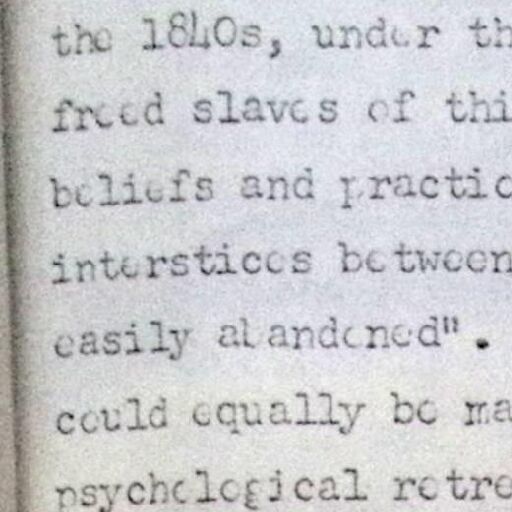 the 1840s, under th
freed slaves of thi
beliefs and practic
interstices between
easily abandoned".
could equally be ma
psychological retre